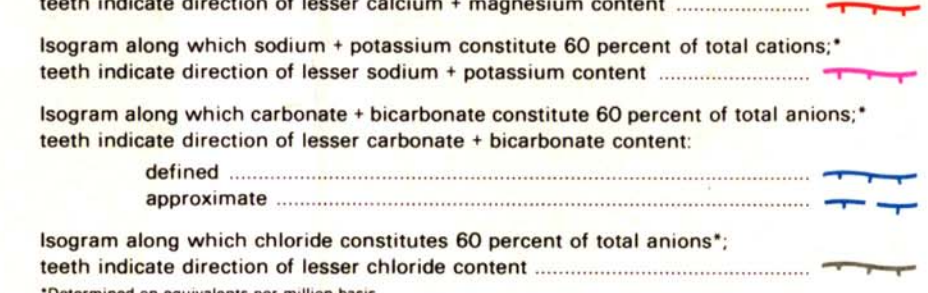 teeth indicate direction of lesser calcium + magnesium content ....................
Isogram along which sodium + potassium constitute 60 percent of total cations;*
teeth indicate direction of lesser sodium + potassium content .......................
Isogram along which carbonate + bicarbonate constitute 60 percent of total anions;*
teeth indicate direction of lesser carbonate + bicarbonate content:
defined ....................................................................................................
approximate .............................................................................................
Isogram along which chloride constitutes 60 percent of total anions*;
teeth indicate direction of lesser chloride content ..........................................
*Determined on equivalents per million basis